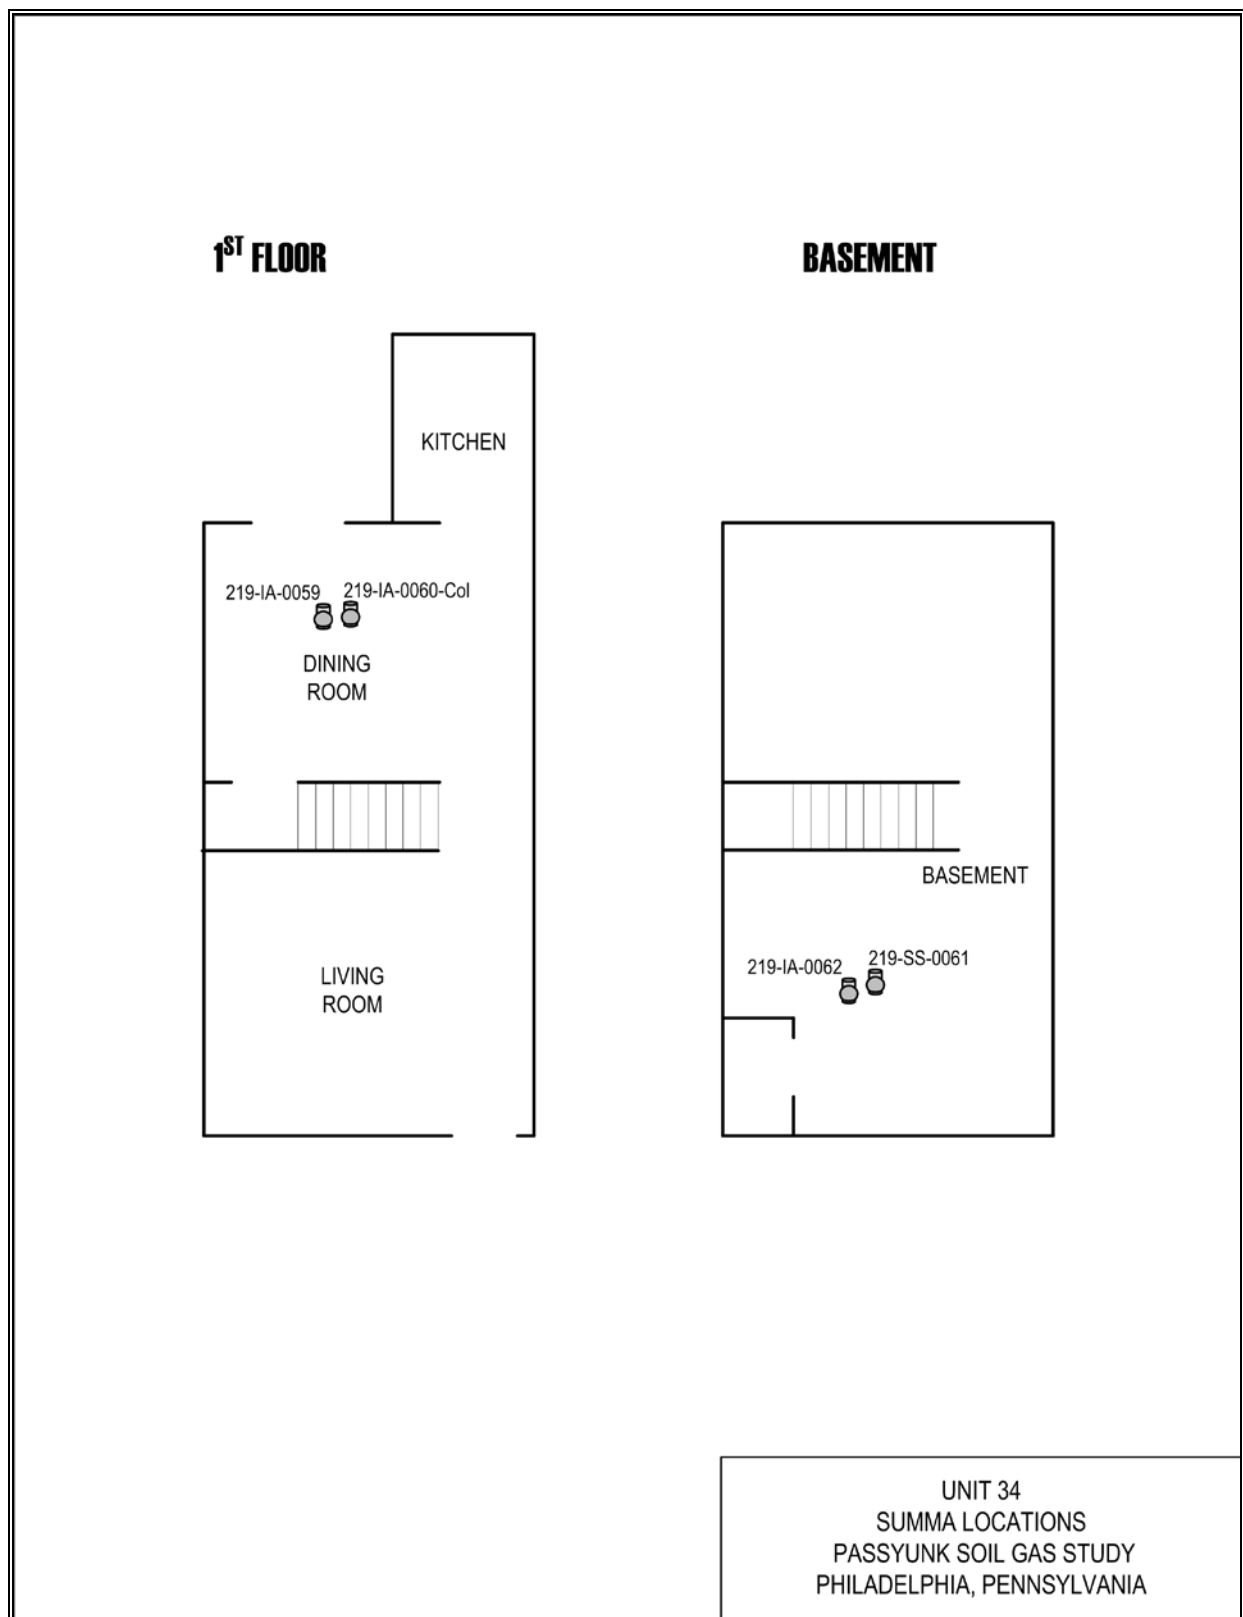 1ST FLOOR
BASEMENT
KITCHEN
219-IA-0059
219-IA-0060-Col
DINING
ROOM
BASEMENT
219-IA-0062
219-SS-0061
LIVING
ROOM
UNIT 34
SUMMA LOCATIONS
PASSYUNK SOIL GAS STUDY
PHILADELPHIA, PENNSYLVANIA